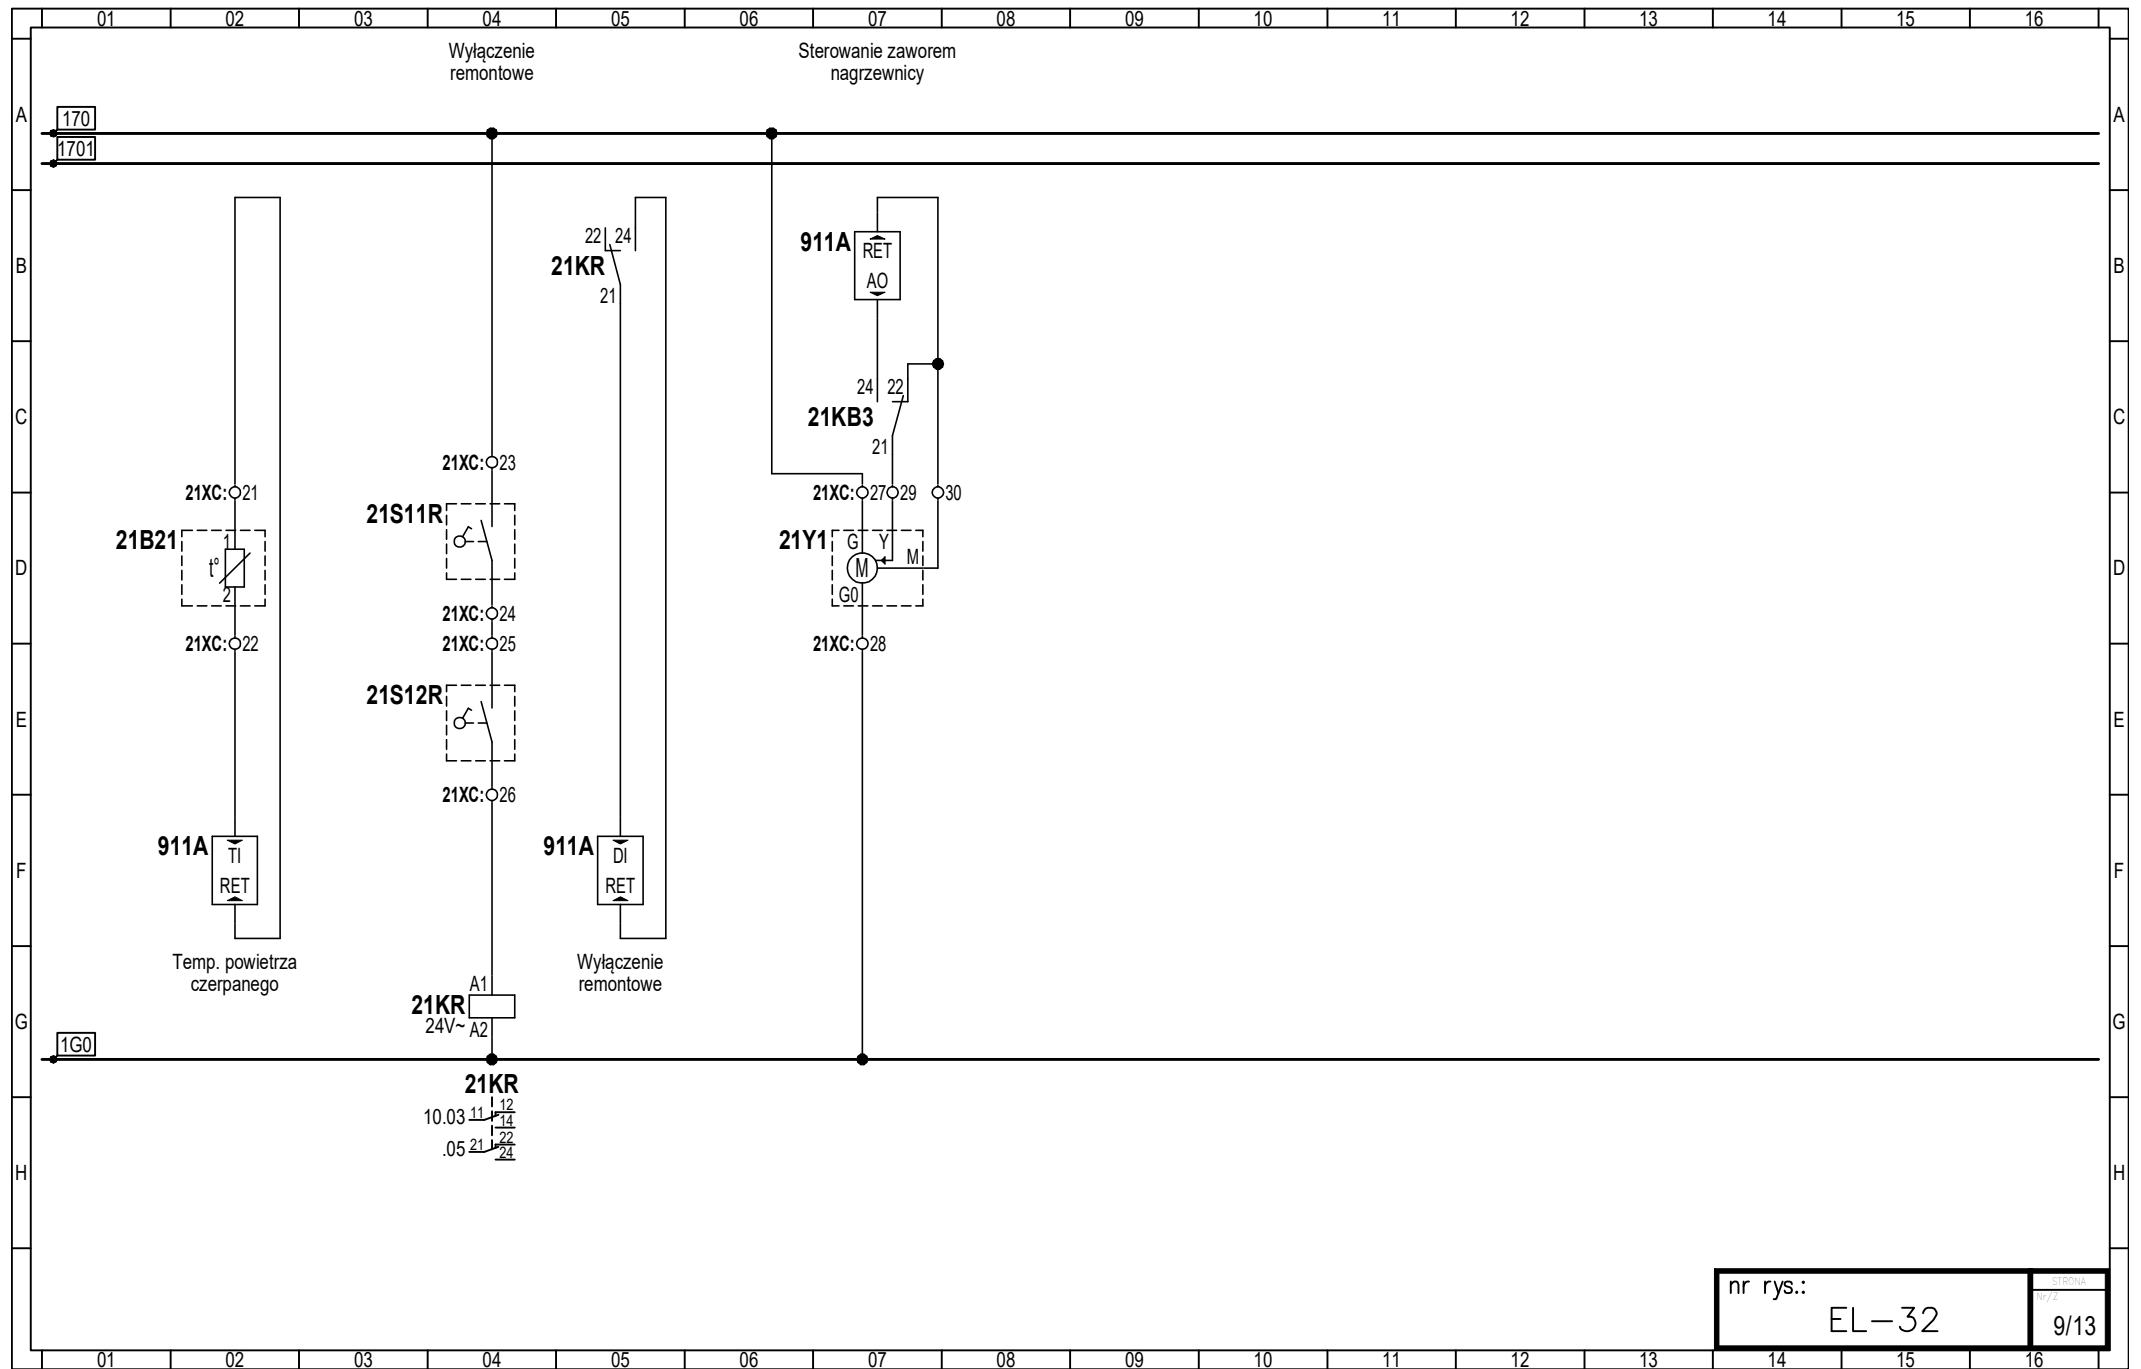 01 02 03 04 05 06 07 08 09 10 11 12 13 14 15 16
Wyłączenie
remontowe
Sterowanie zaworem
nagrzewnicy
A 170 A
1701
22 24
911A RET
B 21KR B
AO
21
24 22
C 21KB3 C
21
21XC: 23
21XC: 21
21XC: 27 29 30
21S11R
21B21 1
21Y1 G Y
D t° M M D
2
G0
21XC: 24
21XC: 22
21XC: 25
21XC: 28
21S12R
E E
21XC: 26
911A TI
911A DI
F F
RET
RET
Temp. powietrza
czerpanego
Wyłączenie
remontowe
A1
21KR
G 24V~ A2 G
1G0
21KR
10.03 11 12
14
.05 21 22
24
H H
nr rys.:
EL-32
STRONA
Nr/Z
9/13
01 02 03 04 05 06 07 08 09 10 11 12 13 14 15 16